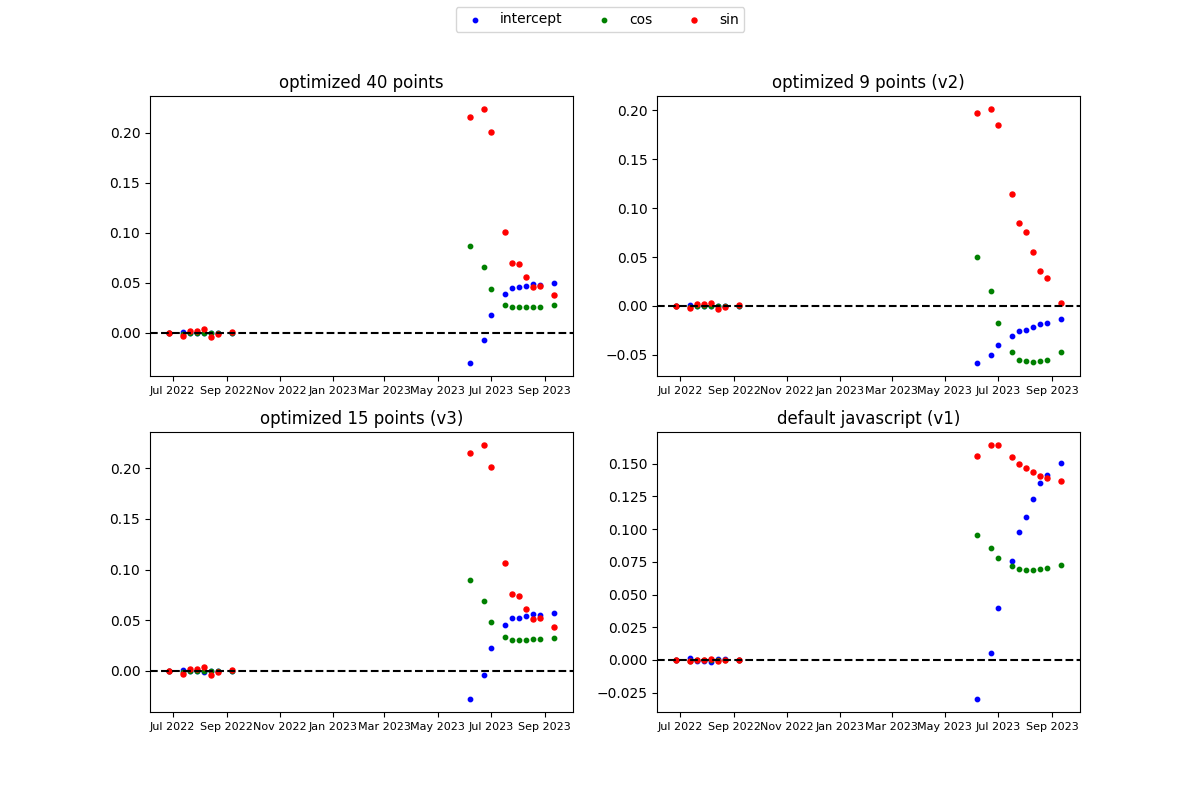 intercept cos sin
optimized 40 points
0.20
0.15
0.10
0.05
0.00
Jul 2022 Sep 2022 Nov 2022 Jan 2023 Mar 2023 May 2023 Jul 2023 Sep 2023
optimized 9 points (v2)
0.20
0.15
0.10
0.05
0.00
−0.05
Jul 2022 Sep 2022 Nov 2022 Jan 2023 Mar 2023 May 2023 Jul 2023 Sep 2023
optimized 15 points (v3)
0.20
0.15
0.10
0.05
0.00
Jul 2022 Sep 2022 Nov 2022 Jan 2023 Mar 2023 May 2023 Jul 2023 Sep 2023
default javascript (v1)
0.150
0.125
0.100
0.075
0.050
0.025
0.000
−0.025
Jul 2022 Sep 2022 Nov 2022 Jan 2023 Mar 2023 May 2023 Jul 2023 Sep 2023